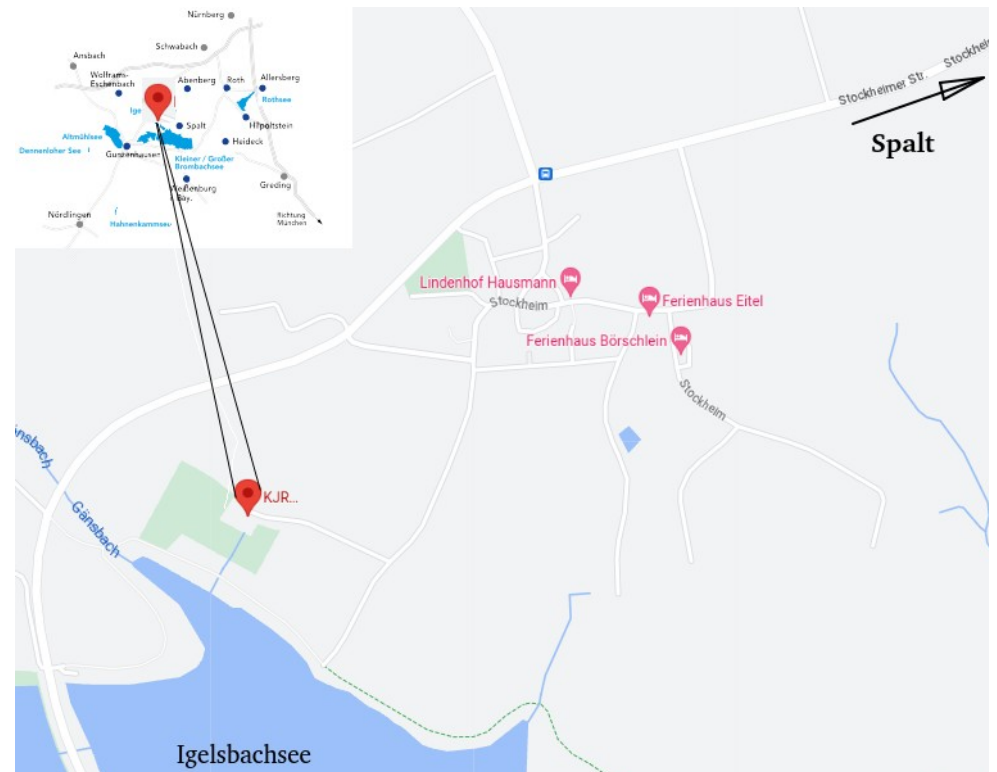 Nürnberg
Schwabach
Ansbach
Wolfram-
Eschenbach
Abenberg
Roth
Allersberg
Rothsee
Ige
Spalt
Hilpoltstein
Altmühlsee
Dennenloher See
Gunzenhausen
Heideck
Kleiner / Großer
Brombachsee
Weißenburg
Bay.
Greding
Nördlingen
Hahnenkammsee
Richtung
München
Stockheimer Str.
Stockheim
Spalt
Lindenhof Hausmann
Stockheim
Ferienhaus Eitel
Ferienhaus Börschlein
Stockheim
KJR...
Gänsbach
Igelsbachsee